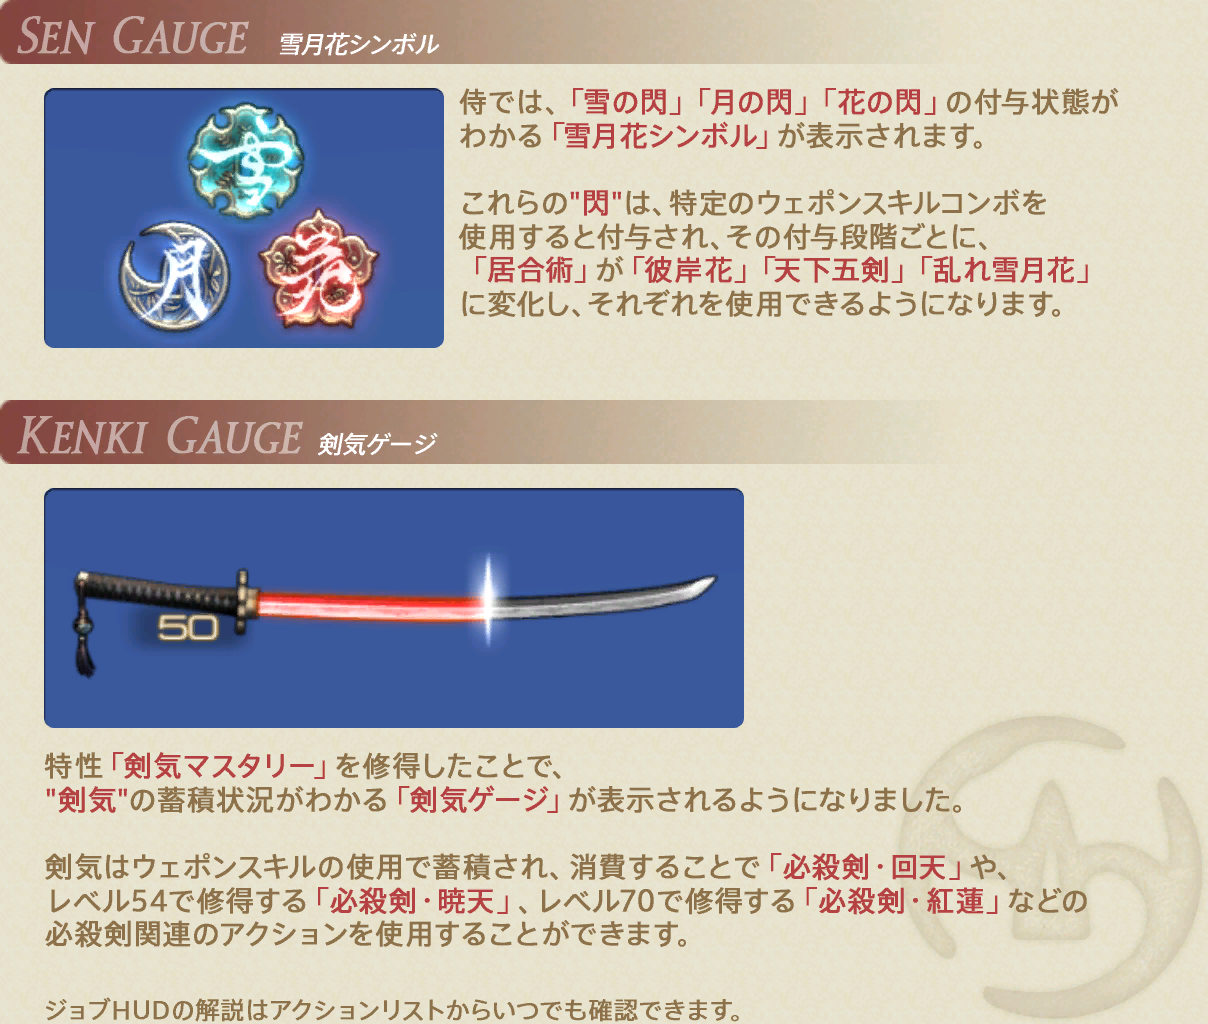 SEN GAUGE 雪月花シンボル
雪
月 花
侍では、「雪の閃」「月の閃」「花の閃」の付与状態が
わかる「雪月花シンボル」が表示されます。
これらの"閃"は、特定のウェポンスキルコンボを
使用すると付与され、その付与段階ごとに、
「居合術」が「彼岸花」「天下五剣」「乱れ雪月花」
に変化し、それぞれを使用できるようになります。
KENKI GAUGE 剣気ゲージ
50
特性「剣気マスタリー」を修得したことで、
"剣気"の蓄積状況がわかる「剣気ゲージ」が表示されるようになりました。
剣気はウェポンスキルの使用で蓄積され、消費することで「必殺剣・回天」や、
レベル54で修得する「必殺剣・暁天」、レベル70で修得する「必殺剣・紅蓮」などの
必殺剣関連のアクションを使用することができます。
ジョブHUDの解説はアクションリストからいつでも確認できます。